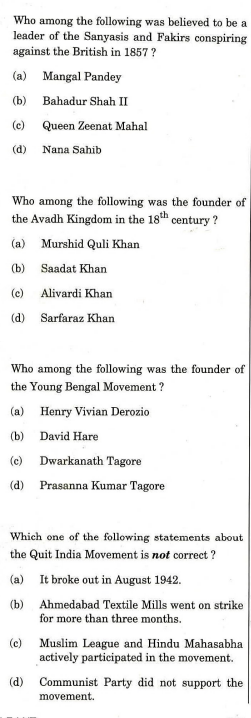 Who among the following was believed to be a
leader of the Sanyasis and Fakirs conspiring
against the British in 1857 ?
(a) Mangal Pandey
(b) Bahadur Shah II
(c) Queen Zeenat Mahal
(d) Nana Sahib
Who among the following was the founder of
the Avadh Kingdom in the 18th century ?
(a) Murshid Quli Khan
(b) Saadat Khan
(c) Alivardi Khan
(d) Sarfaraz Khan
Who among the following was the founder of
the Young Bengal Movement ?
(a) Henry Vivian Derozio
(b) David Hare
(c) Dwarkanath Tagore
(d) Prasanna Kumar Tagore
Which one of the following statements about
the Quit India Movement is not correct ?
(a) It broke out in August 1942.
(b) Ahmedabad Textile Mills went on strike
for more than three months.
(c) Muslim League and Hindu Mahasabha
actively participated in the movement.
(d) Communist Party did not support the
movement.